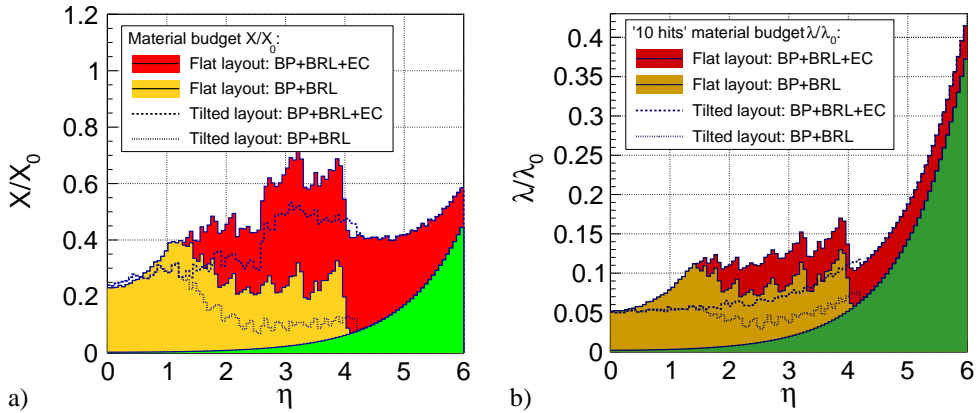 1.2
1
0.8
0.6
0.4
0.2
0
X/X₀
Material budget X/X₀:
Flat layout: BP+BRL+EC
Flat layout: BP+BRL
Tilted layout: BP+BRL+EC
Tilted layout: BP+BRL
0 1 2 3 4 5 6
η
a)
0.4
0.35
0.3
0.25
0.2
0.15
0.1
0.05
0
λ/λ₀
'10 hits' material budget λ/λ₀:
Flat layout: BP+BRL+EC
Flat layout: BP+BRL
Tilted layout: BP+BRL+EC
Tilted layout: BP+BRL
0 1 2 3 4 5 6
η
b)